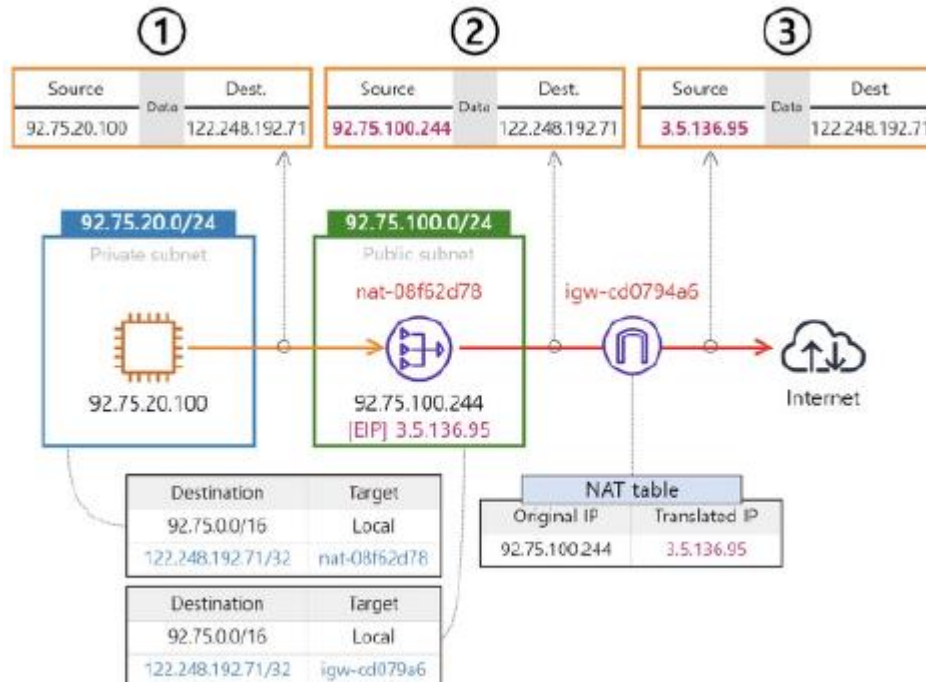 ① ② ③
Source Data Dest.
92.75.20.100 122.248.192.71
Source Data Dest.
92.75.100.244 122.248.192.71
Source Data Dest.
3.5.136.95 122.248.192.71
92.75.20.0/24
Private subnet
92.75.20.100
92.75.100.0/24
Public subnet
nat-08f62d78
92.75.100.244
[EIP] 3.5.136.95
igw-cd0794a6
Internet
Destination Target
92.75.0.0/16 Local
122.248.192.71/32 nat-08f62d78
Destination Target
92.75.0.0/16 Local
122.248.192.71/32 igw-cd079a6
NAT table
Original IP Translated IP
92.75.100.244 3.5.136.95